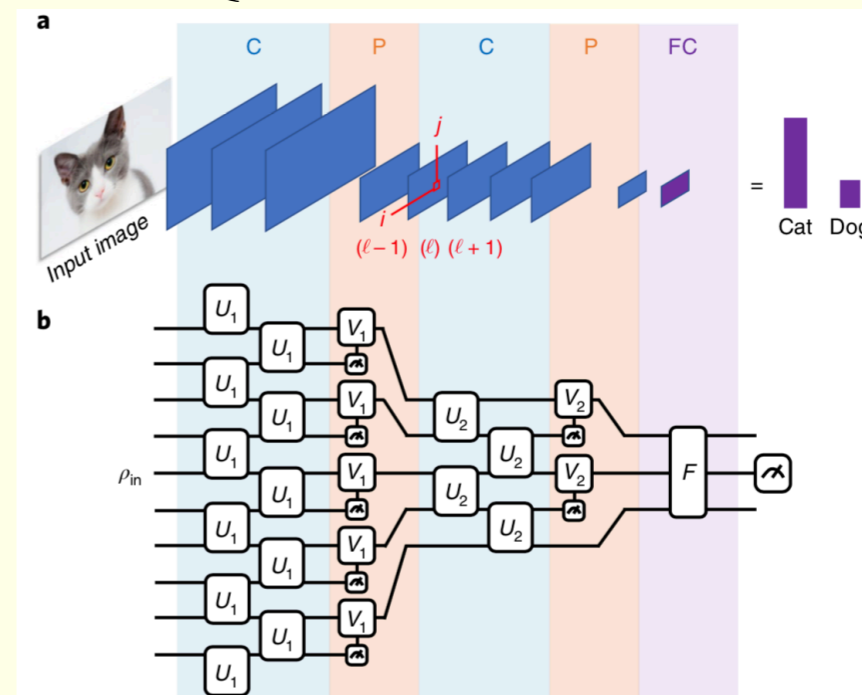 a
C P C P FC
j
i
(ℓ − 1) (ℓ) (ℓ + 1)
Input image
=
Cat Dog
b
U1
U1
V1
U1
U1
V1
U2
V2
U1
U2
ρin
U1
V1
U2
V2
F
U1
U2
U1
V1
U1
U1
V1
U1
U1